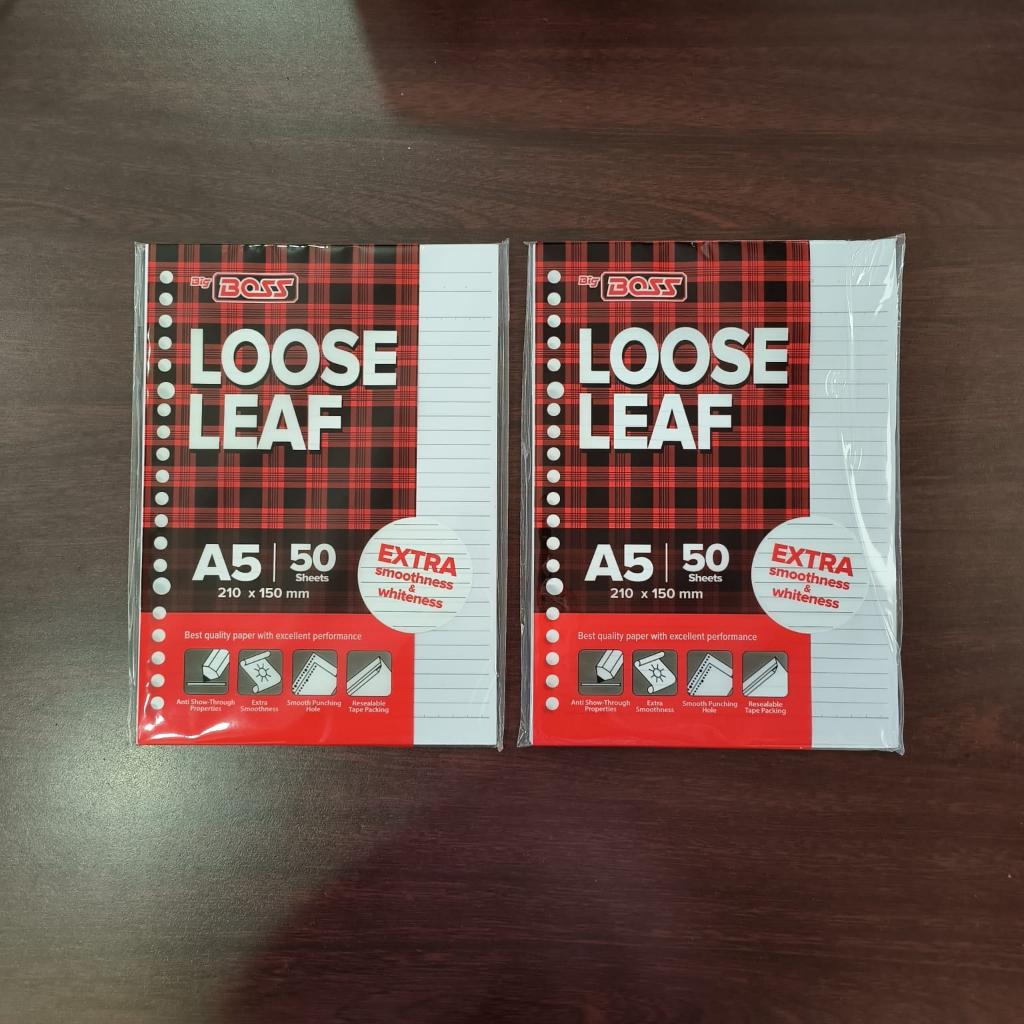 Big BOSS
LOOSE
LEAF
A5 | 50
Sheets
210 x 150 mm
EXTRA
smoothness
&
whiteness
Best quality paper with excellent performance
Anti Show-Through
Properties
Extra
Smoothness
Smooth Punching
Hole
Resealable
Tape Packing
Big BOSS
LOOSE
LEAF
A5 | 50
Sheets
210 x 150 mm
EXTRA
smoothness
&
whiteness
Best quality paper with excellent performance
Anti Show-Through
Properties
Extra
Smoothness
Smooth Punching
Hole
Resealable
Tape Packing